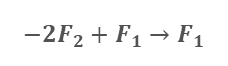 −2F₂ + F₁ → F₁